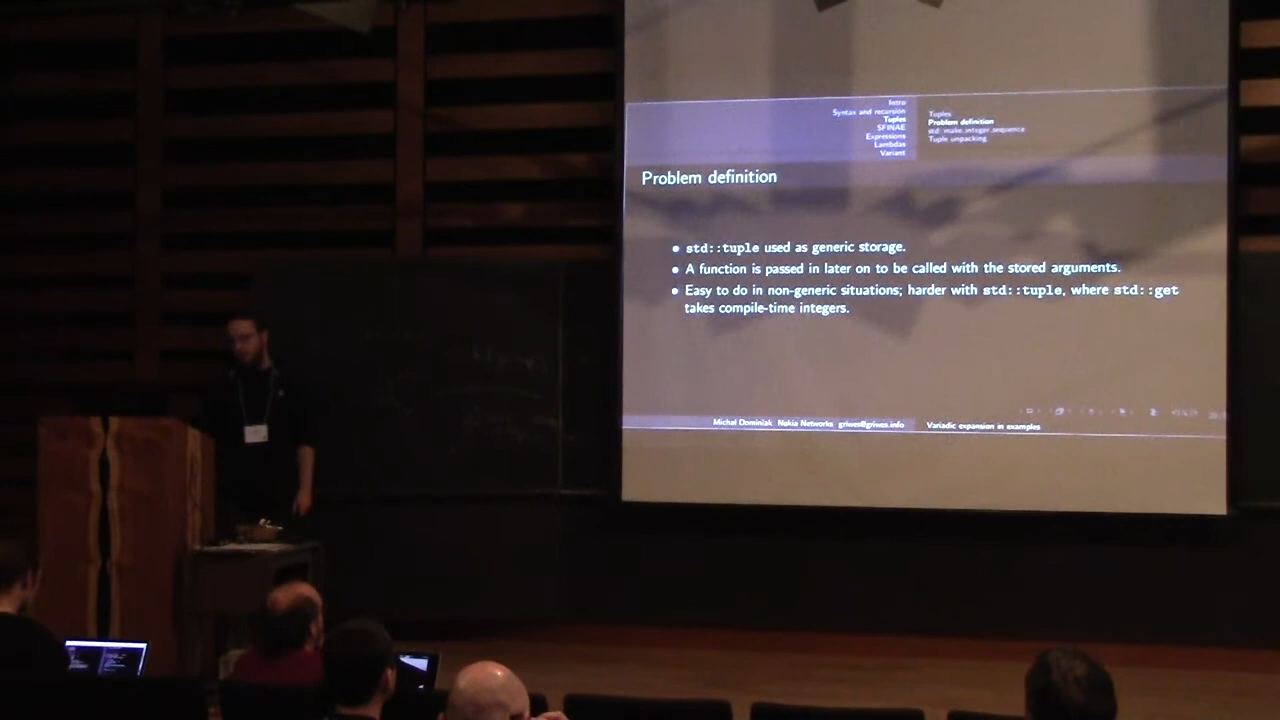 Intro
Syntax and recursion
Tuples
SFINAE
Expressions
Lambdas
Variant
Tuples
Problem definition
std::make_integer_sequence
Tuple unpacking
Problem definition
• std::tuple used as generic storage.
• A function is passed in later on to be called with the stored arguments.
• Easy to do in non-generic situations; harder with std::tuple, where std::get
takes compile-time integers.
Michał Dominiak Nokia Networks griwes@griwes.info
Variadic expansion in examples